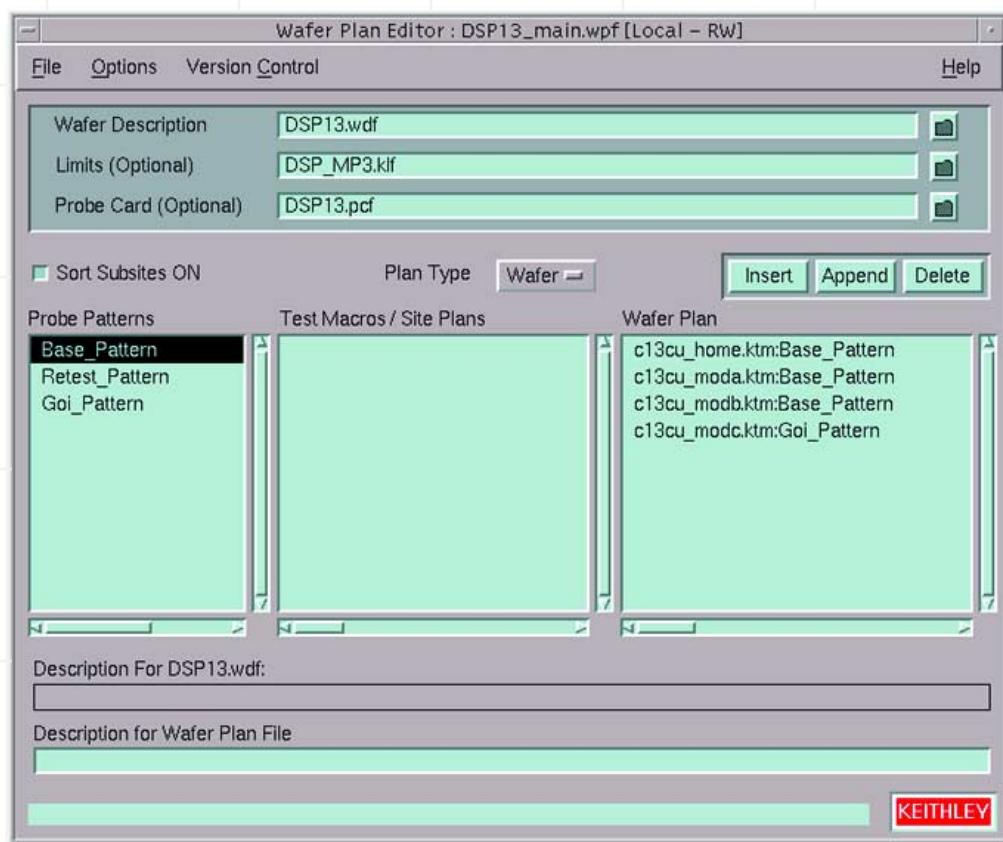 Wafer Plan Editor : DSP13_main.wpf [Local – RW]
File Options Version Control Help
Wafer Description DSP13.wdf
Limits (Optional) DSP_MP3.klf
Probe Card (Optional) DSP13.pcf
Sort Subsites ON Plan Type Wafer Insert Append Delete
Probe Patterns Test Macros / Site Plans Wafer Plan
Base_Pattern c13cu_home.ktm:Base_Pattern
Retest_Pattern c13cu_moda.ktm:Base_Pattern
Goi_Pattern c13cu_modb.ktm:Base_Pattern
c13cu_modc.ktm:Goi_Pattern
Description For DSP13.wdf:
Description for Wafer Plan File
KEITHLEY